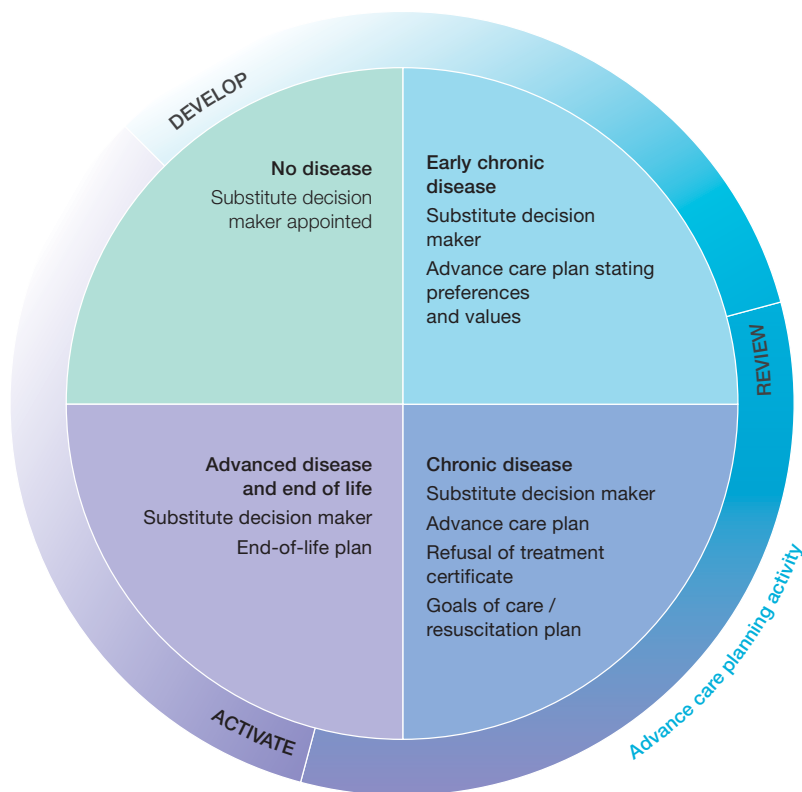 DEVELOP
No disease
Substitute decision
maker appointed
Early chronic
disease
Substitute decision
maker
Advance care plan stating
preferences
and values
REVIEW
Chronic disease
Substitute decision maker
Advance care plan
Refusal of treatment
certificate
Goals of care /
resuscitation plan
Advance care planning activity
Advanced disease
and end of life
Substitute decision maker
End-of-life plan
ACTIVATE